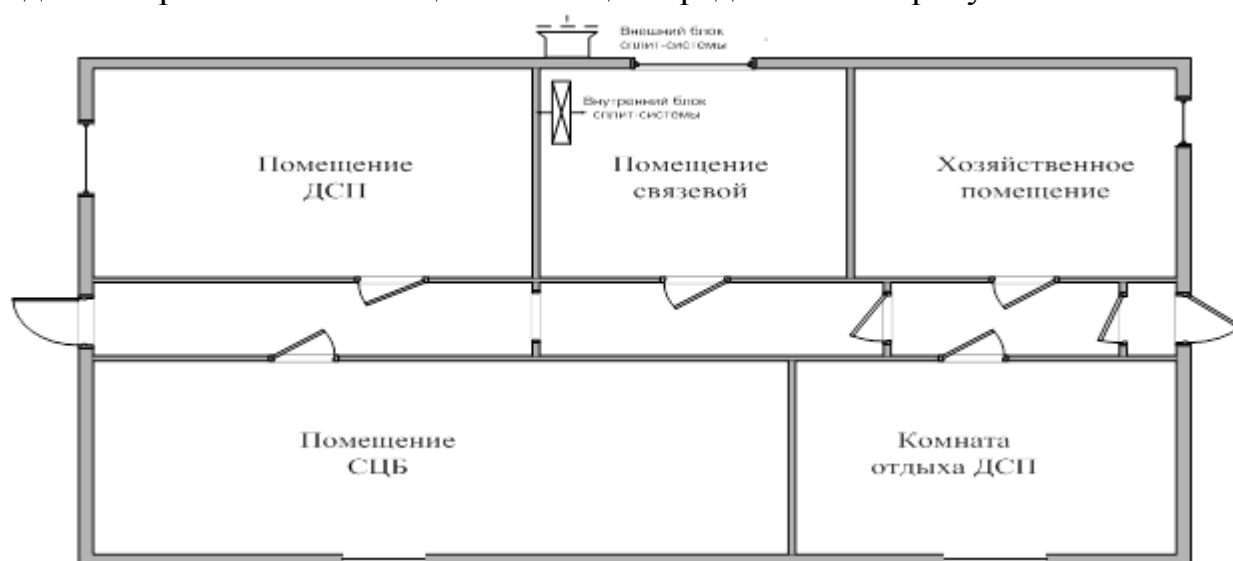 Внешний блок
сплит-системы
Внутренний блок
сплит-системы
Помещение
ДСП
Помещение
связевой
Хозяйственное
помещение
Помещение
СЦБ
Комната
отдыха ДСП